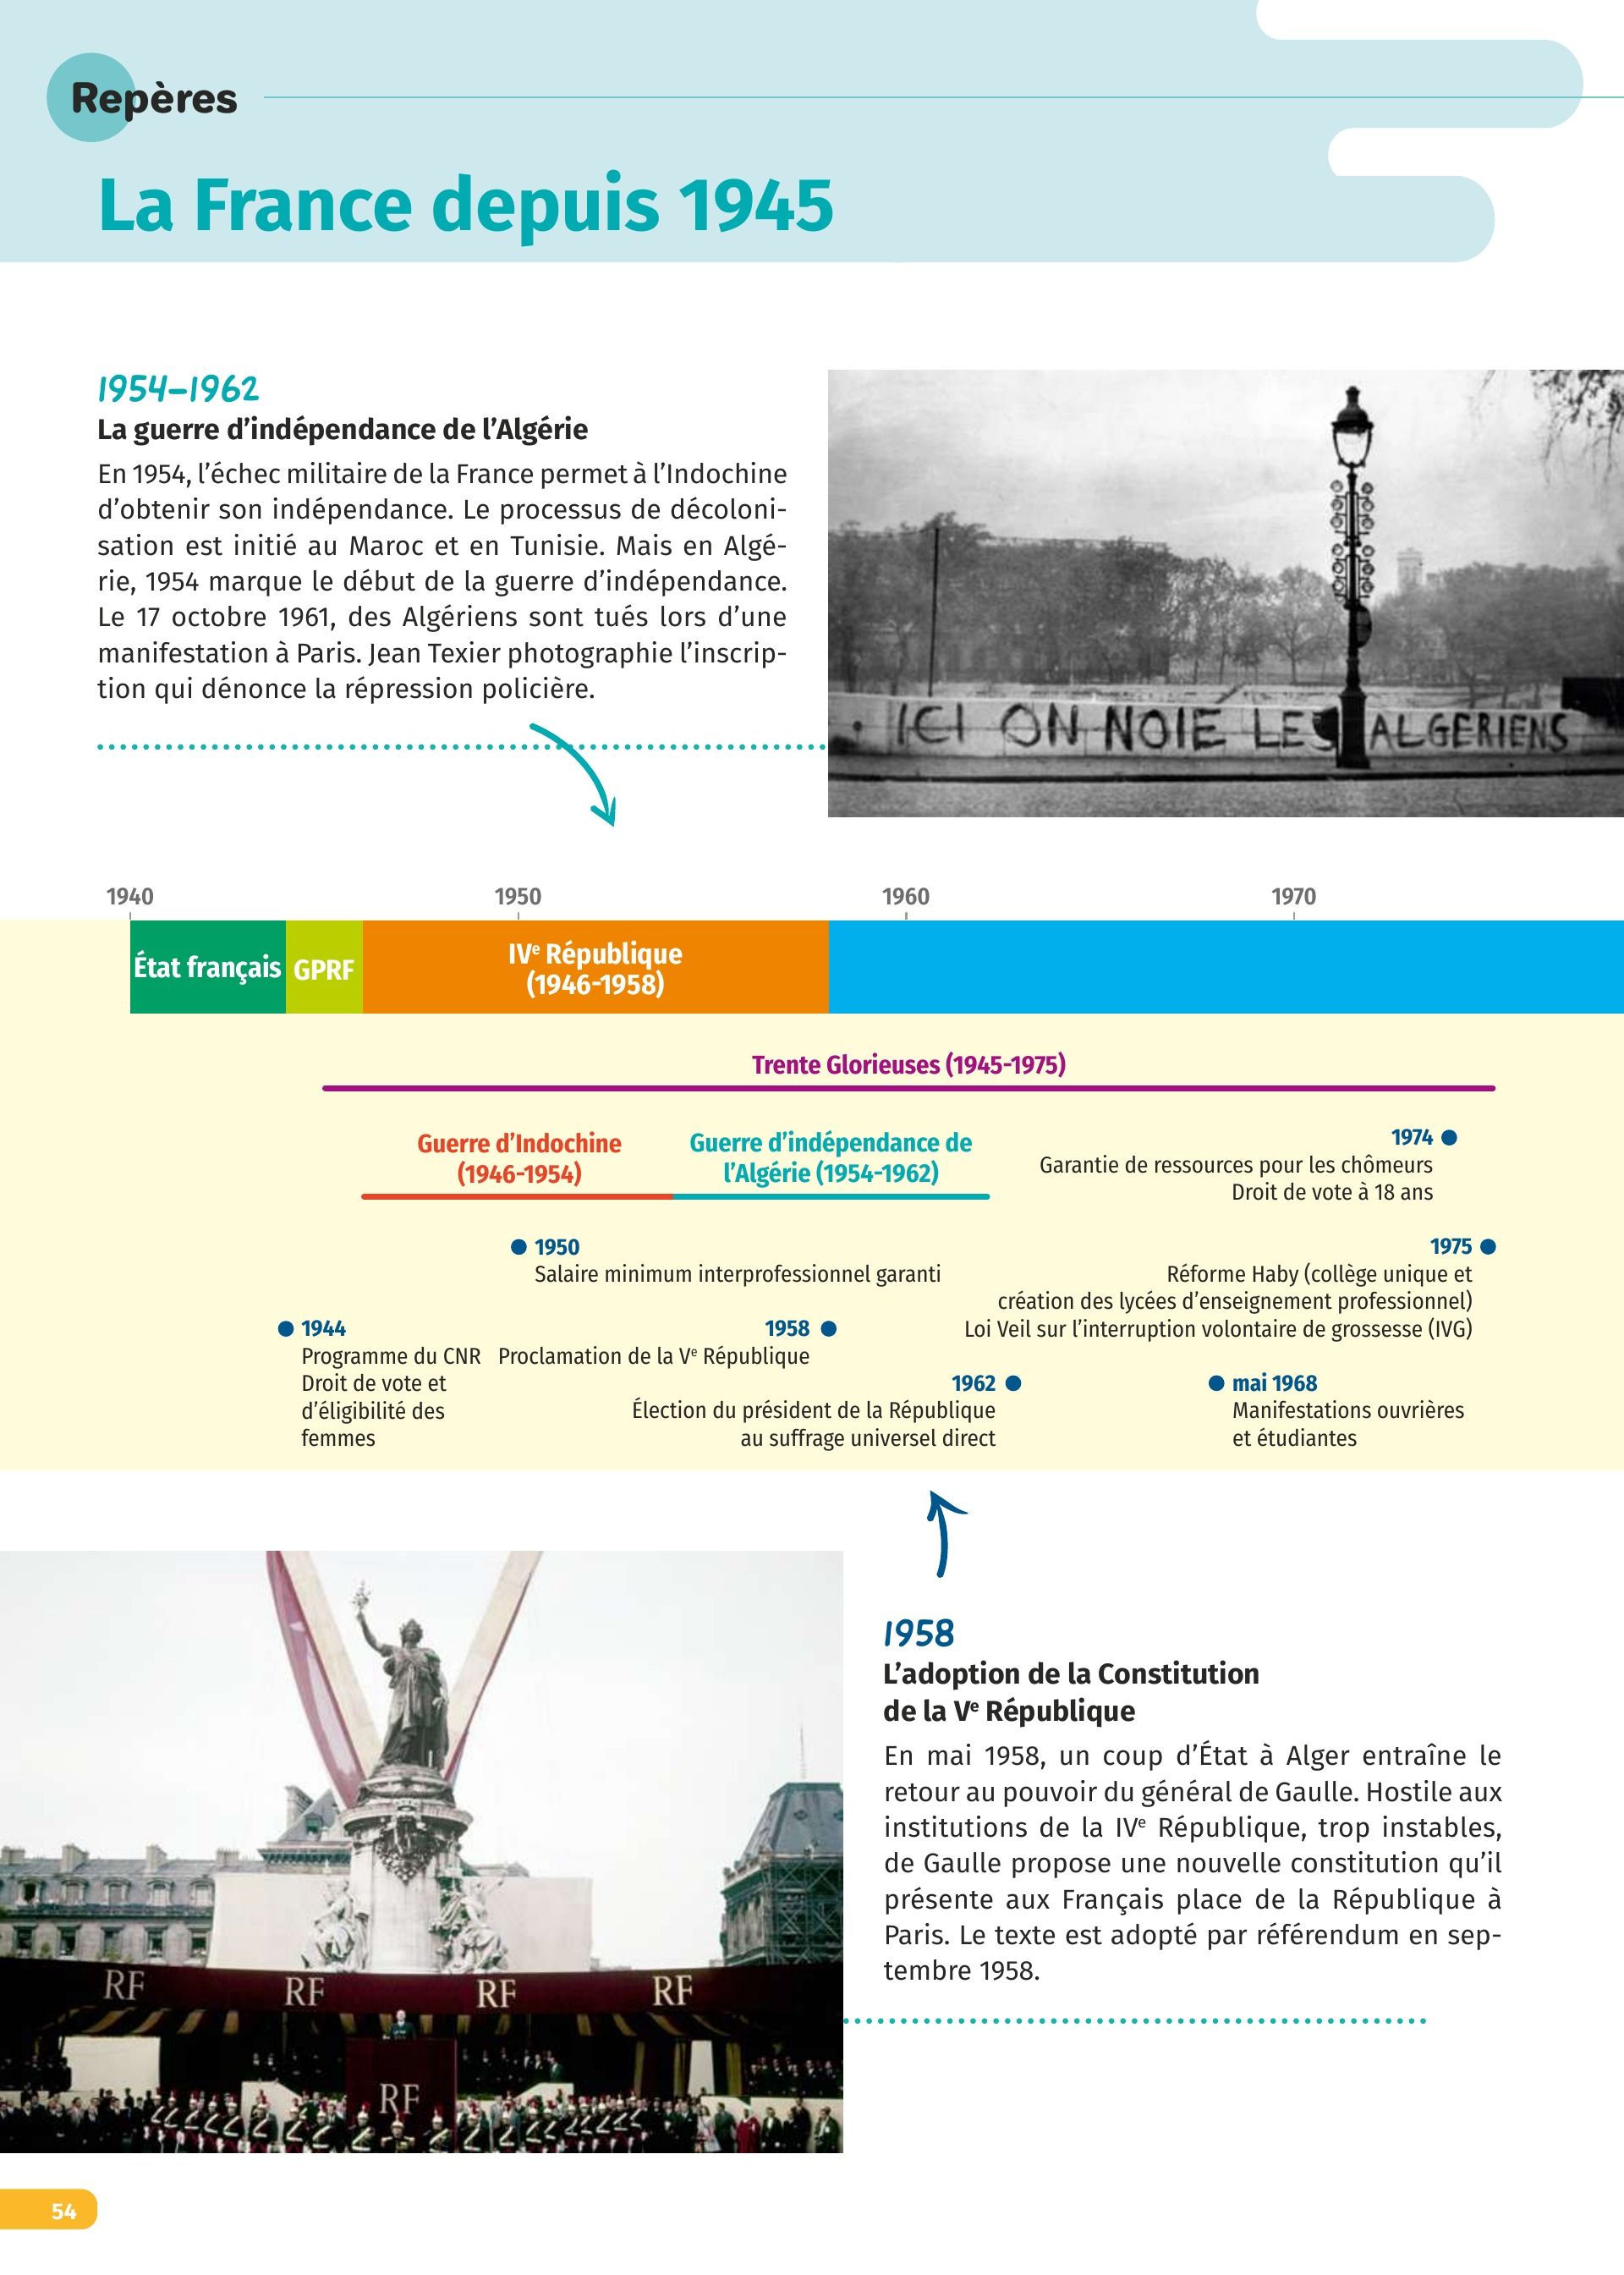 Repères
La France depuis 1945
1954–1962
La guerre d’indépendance de l’Algérie
En 1954, l’échec militaire de la France permet à l’Indochine
d’obtenir son indépendance. Le processus de décoloni-
sation est initié au Maroc et en Tunisie. Mais en Algé-
rie, 1954 marque le début de la guerre d’indépendance.
Le 17 octobre 1961, des Algériens sont tués lors d’une
manifestation à Paris. Jean Texier photographie l’inscrip-
tion qui dénonce la répression policière.
ICI ON NOIE LES ALGERIENS
1940
1950
1960
1970
État français
GPRF
IVe République
(1946-1958)
Trente Glorieuses (1945-1975)
Guerre d’Indochine
(1946-1954)
Guerre d’indépendance de
l’Algérie (1954-1962)
1974
Garantie de ressources pour les chômeurs
Droit de vote à 18 ans
1950
Salaire minimum interprofessionnel garanti
1975
Réforme Haby (collège unique et
création des lycées d’enseignement professionnel)
Loi Veil sur l’interruption volontaire de grossesse (IVG)
1944
Programme du CNR
Droit de vote et
d’éligibilité des
femmes
1958
Proclamation de la Ve République
1962
Élection du président de la République
au suffrage universel direct
mai 1968
Manifestations ouvrières
et étudiantes
RF
RF
RF
RF
RF
1958
L’adoption de la Constitution
de la Ve République
En mai 1958, un coup d’État à Alger entraîne le
retour au pouvoir du général de Gaulle. Hostile aux
institutions de la IVe République, trop instables,
de Gaulle propose une nouvelle constitution qu’il
présente aux Français place de la République à
Paris. Le texte est adopté par référendum en sep-
tembre 1958.
54